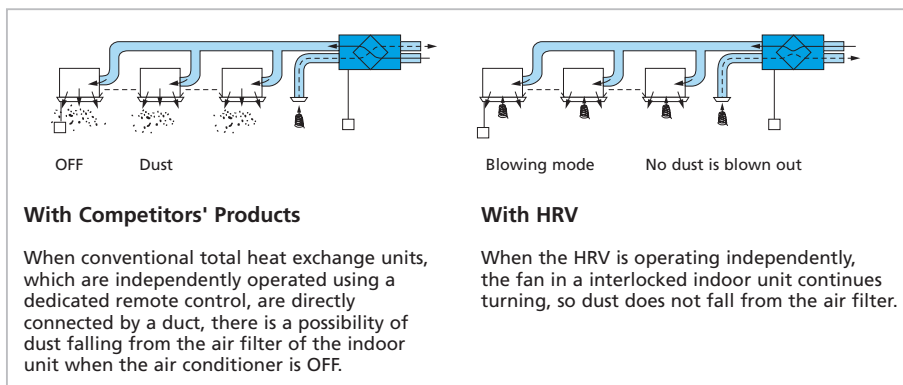 OFF
Dust
With Competitors' Products
When conventional total heat exchange units,
which are independently operated using a
dedicated remote control, are directly
connected by a duct, there is a possibility of
dust falling from the air filter of the indoor
unit when the air conditioner is OFF.
Blowing mode
No dust is blown out
With HRV
When the HRV is operating independently,
the fan in a interlocked indoor unit continues
turning, so dust does not fall from the air filter.